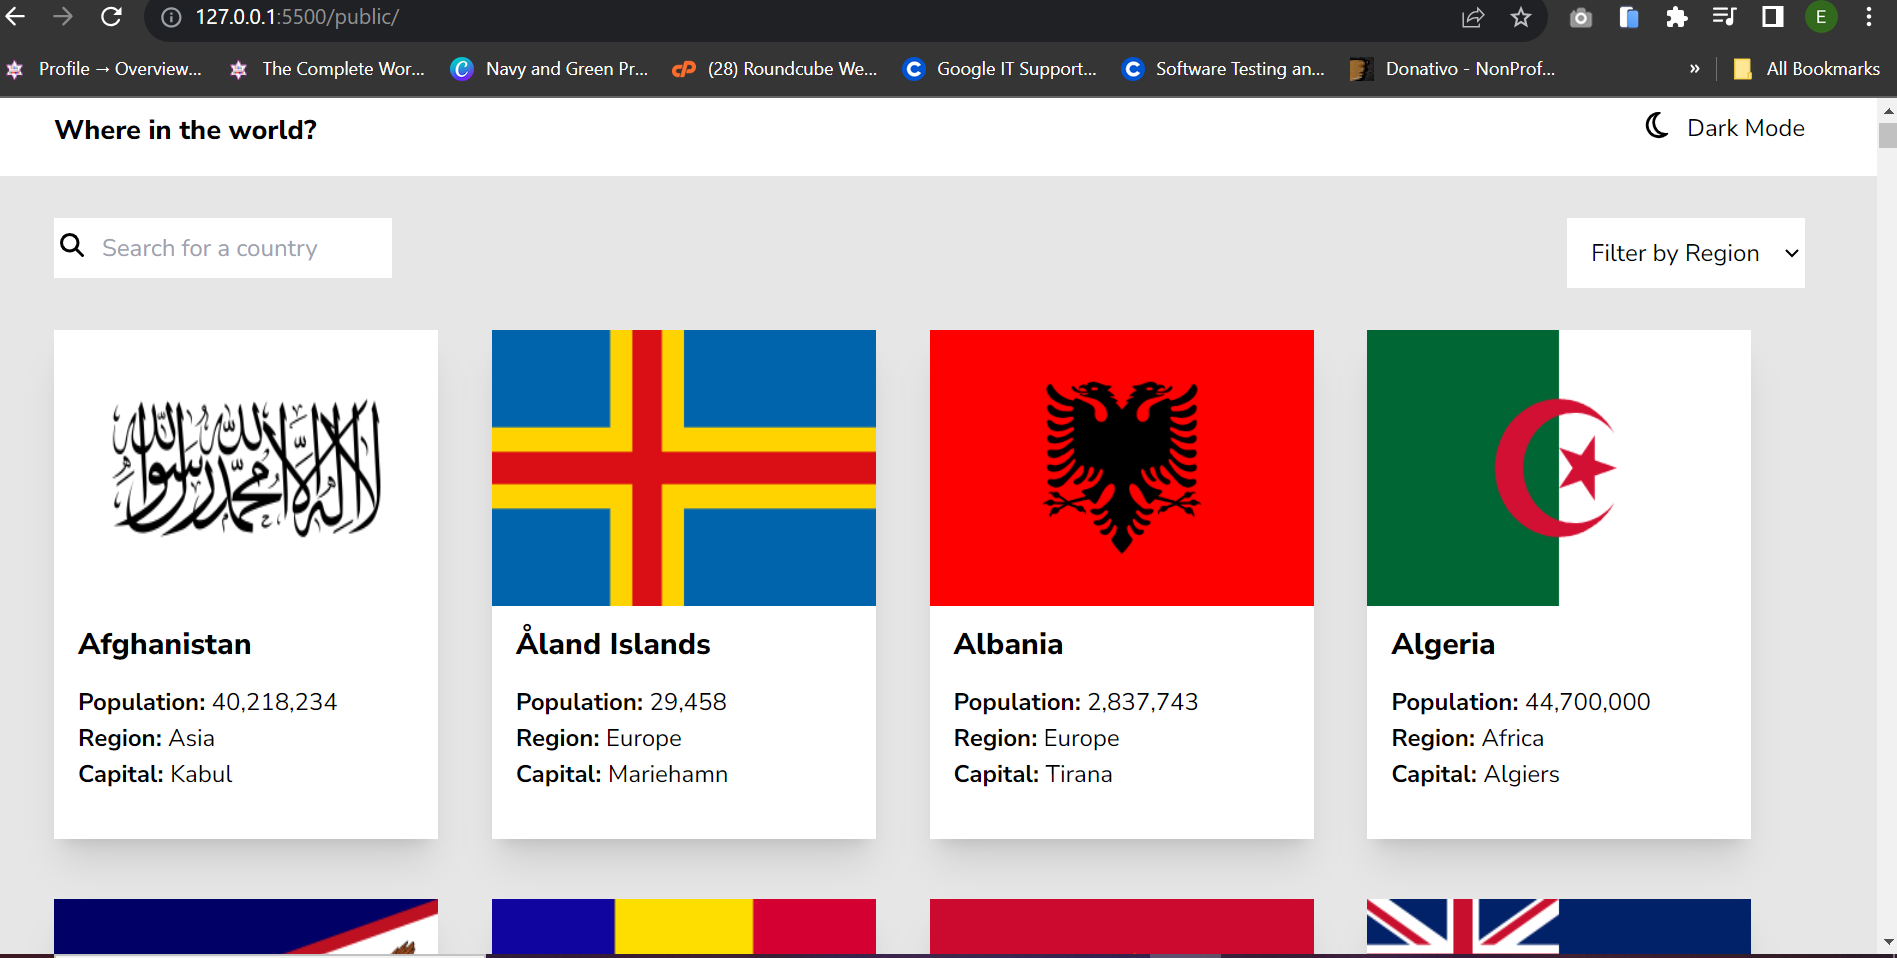 127.0.0.1:5500/public/
E
Profile → Overview...
The Complete Wor...
Navy and Green Pr...
(28) Roundcube We...
Google IT Support...
Software Testing an...
Donativo - NonProf...
»
All Bookmarks
Where in the world?
Dark Mode
Search for a country
Filter by Region
لا إله إلا الله محمد رسول الله
Afghanistan
Population: 40,218,234
Region: Asia
Capital: Kabul
Åland Islands
Population: 29,458
Region: Europe
Capital: Mariehamn
Albania
Population: 2,837,743
Region: Europe
Capital: Tirana
Algeria
Population: 44,700,000
Region: Africa
Capital: Algiers